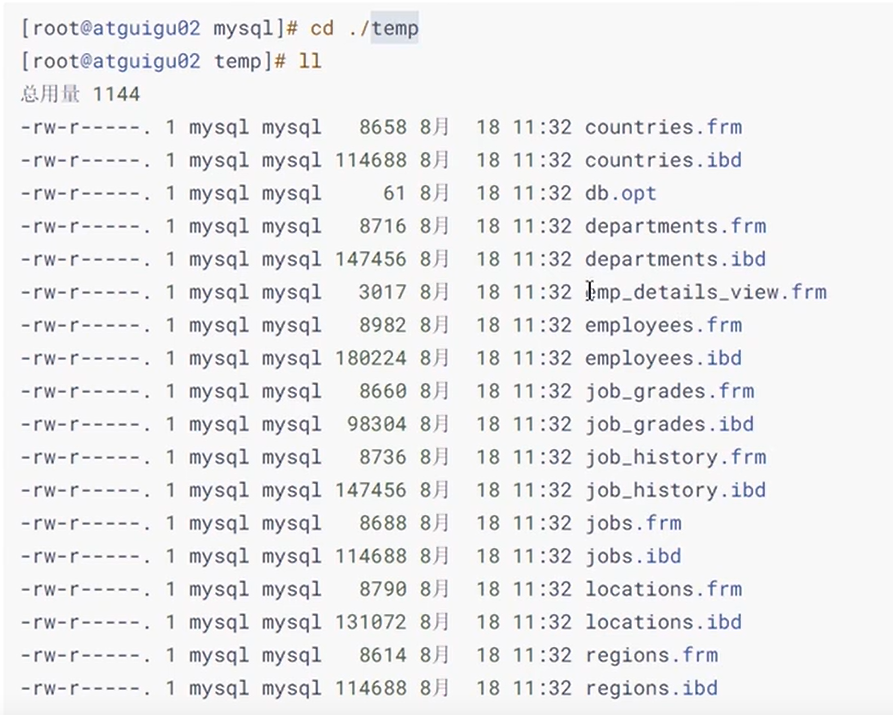 [root@atguigu02 mysql]# cd ./temp
[root@atguigu02 temp]# ll
总用量 1144
-rw-r-----. 1 mysql mysql   8658 8月  18 11:32 countries.frm
-rw-r-----. 1 mysql mysql 114688 8月  18 11:32 countries.ibd
-rw-r-----. 1 mysql mysql     61 8月  18 11:32 db.opt
-rw-r-----. 1 mysql mysql   8716 8月  18 11:32 departments.frm
-rw-r-----. 1 mysql mysql 147456 8月  18 11:32 departments.ibd
-rw-r-----. 1 mysql mysql   3017 8月  18 11:32 emp_details_view.frm
-rw-r-----. 1 mysql mysql   8982 8月  18 11:32 employees.frm
-rw-r-----. 1 mysql mysql 180224 8月  18 11:32 employees.ibd
-rw-r-----. 1 mysql mysql   8660 8月  18 11:32 job_grades.frm
-rw-r-----. 1 mysql mysql  98304 8月  18 11:32 job_grades.ibd
-rw-r-----. 1 mysql mysql   8736 8月  18 11:32 job_history.frm
-rw-r-----. 1 mysql mysql 147456 8月  18 11:32 job_history.ibd
-rw-r-----. 1 mysql mysql   8688 8月  18 11:32 jobs.frm
-rw-r-----. 1 mysql mysql 114688 8月  18 11:32 jobs.ibd
-rw-r-----. 1 mysql mysql   8790 8月  18 11:32 locations.frm
-rw-r-----. 1 mysql mysql 131072 8月  18 11:32 locations.ibd
-rw-r-----. 1 mysql mysql   8614 8月  18 11:32 regions.frm
-rw-r-----. 1 mysql mysql 114688 8月  18 11:32 regions.ibd